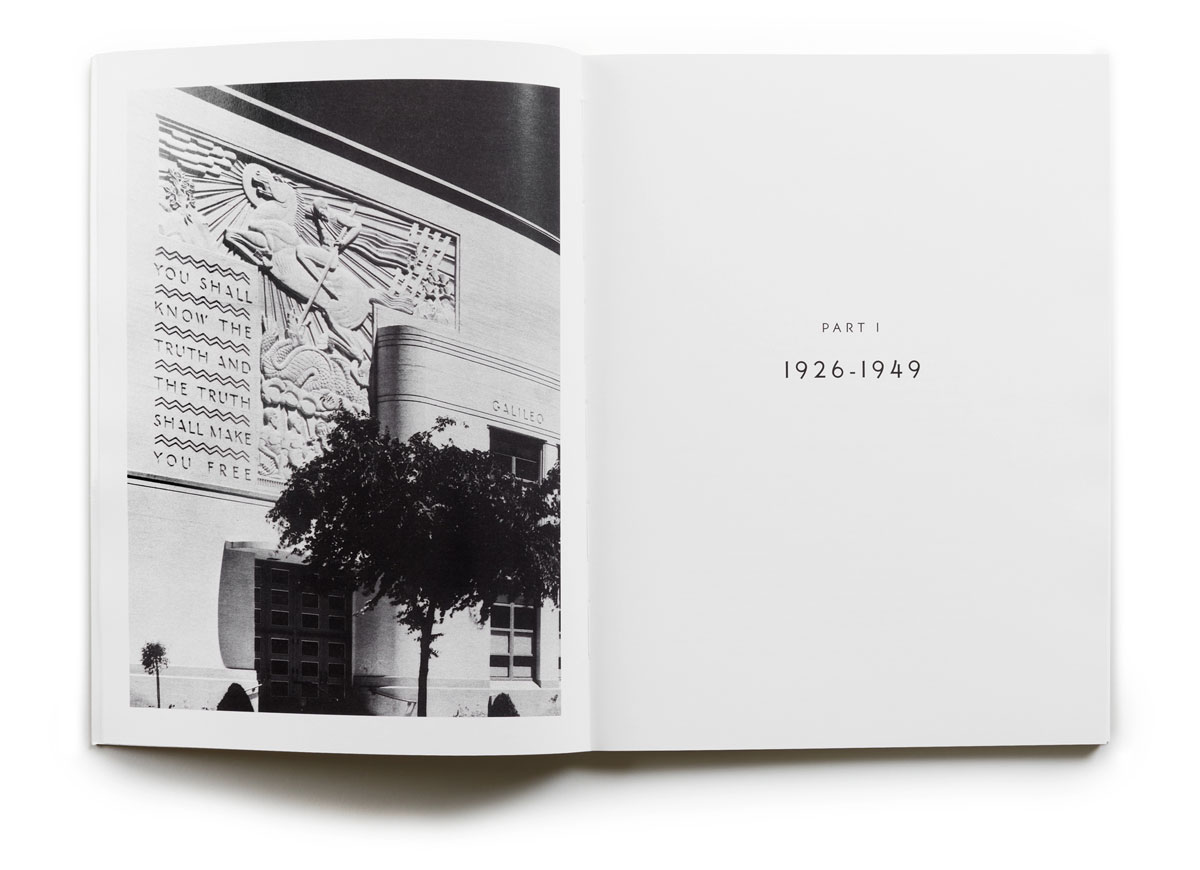 YOU SHALL
KNOW THE
TRUTH AND
THE TRUTH
SHALL MAKE
YOU FREE
GALILEO
PART I
1926-1949